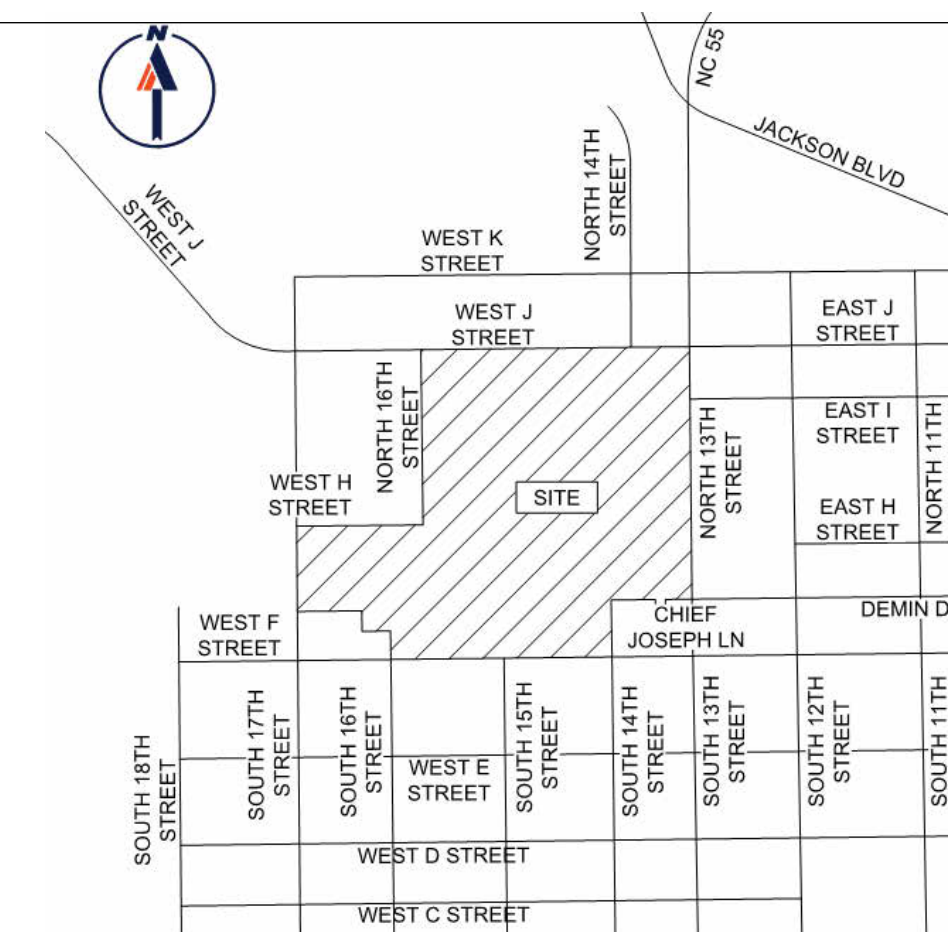 N
NC 55
JACKSON BLVD
NORTH 14TH
STREET
WEST J
STREET
WEST K
STREET
WEST J
STREET
EAST J
STREET
NORTH 16TH
STREET
EAST I
STREET
NORTH 13TH
STREET
NORTH 11TH
WEST H
STREET
SITE
EAST H
STREET
CHIEF
JOSEPH LN
DEMIN D
WEST F
STREET
SOUTH 18TH
STREET
SOUTH 17TH
STREET
SOUTH 16TH
STREET
SOUTH 15TH
STREET
SOUTH 14TH
STREET
SOUTH 13TH
STREET
SOUTH 12TH
STREET
SOUTH 11TH
WEST E
STREET
WEST D STREET
WEST C STREET